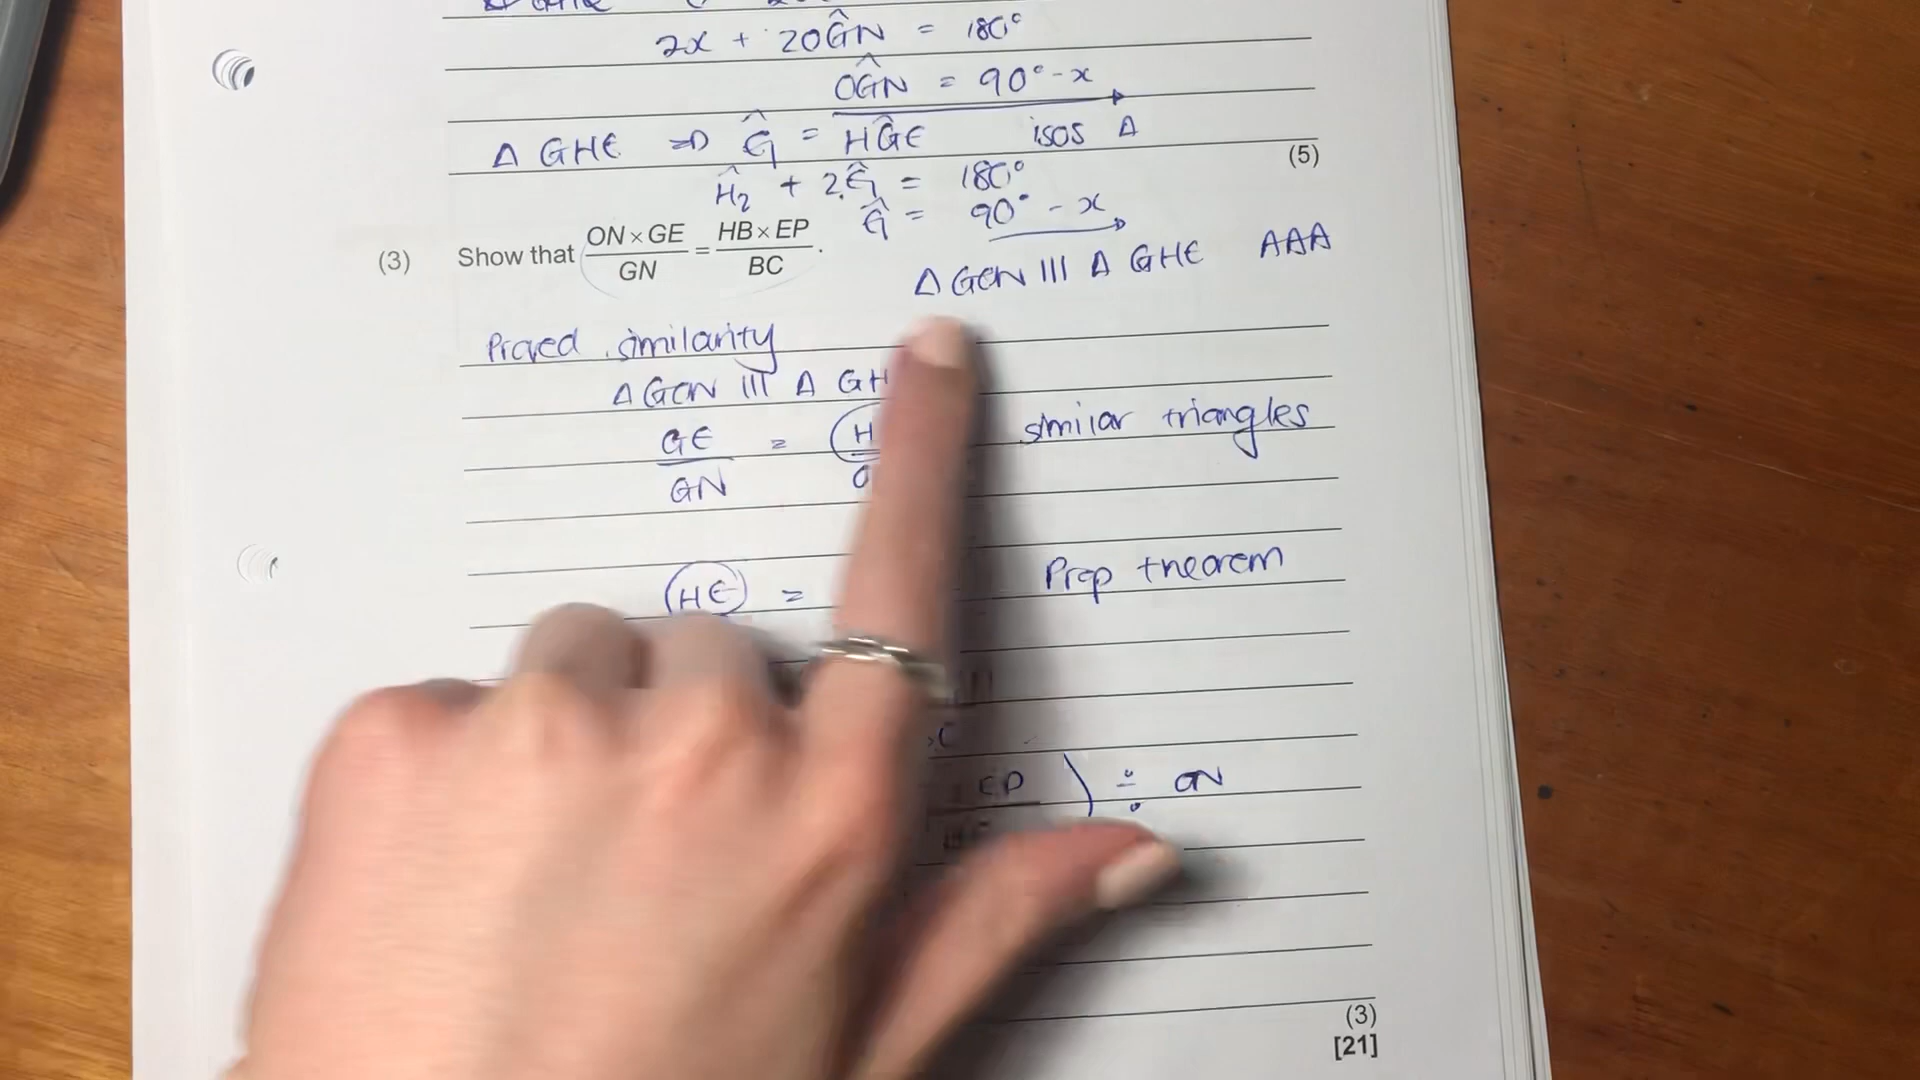 2x + 2OĜN = 180°
OĜN = 90° - x
Δ GHE ⇒ Ĝ = HĜE isos Δ
(5)
Ĥ₂ + 2Ĝ = 180°
Ĝ = 90° - x
(3) Show that ON × GE / GN = HB × EP / BC.
Δ GON ||| Δ GHE AAA
Proved similarity
Δ GON ||| Δ GH
GE / GN = H / O similar triangles
HE = Prop theorem
EP ) ÷ ON
(3)
[21]